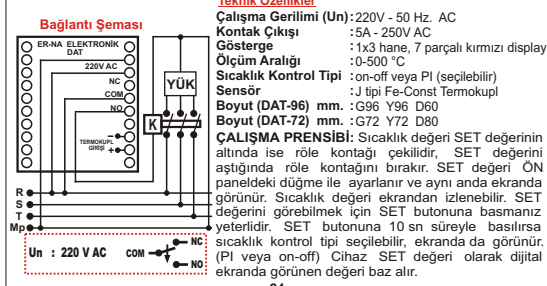 Teknik Özellikler
Bağlantı Şeması
ER-NA ELEKTRONİK
DAT
220V AC
NC
COM
NO
TERMOKUPL
GİRİŞİ
YÜK
K
R
S
T
Mp
Un : 220 V AC
COM
NC
NO
Çalışma Gerilimi (Un): 220V - 50 Hz. AC
Kontak Çıkışı : 5A - 250V AC
Gösterge : 1x3 hane, 7 parçalı kırmızı display
Ölçüm Aralığı : 0-500 °C
Sıcaklık Kontrol Tipi : on-off veya PI (seçilebilir)
Sensör : J tipi Fe-Const Termokupl
Boyut (DAT-96) mm. : G96 Y96 D60
Boyut (DAT-72) mm. : G72 Y72 D80
ÇALIŞMA PRENSİBİ: Sıcaklık değeri SET değerinin
altında ise röle kontağı çekilidir, SET değerini
aştığında röle kontağını bırakır. SET değeri ÖN
paneldeki düğme ile ayarlanır ve aynı anda ekranda
görünür. Sıcaklık değeri ekrandan izlenebilir. SET
değerini görebilmek için SET butonuna basmanız
yeterlidir. SET butonuna 10 sn süreyle basılırsa
sıcaklık kontrol tipi seçilebilir, ekranda da görünür.
(PI veya on-off) Cihaz SET değeri olarak dijital
ekranda görünen değeri baz alır.